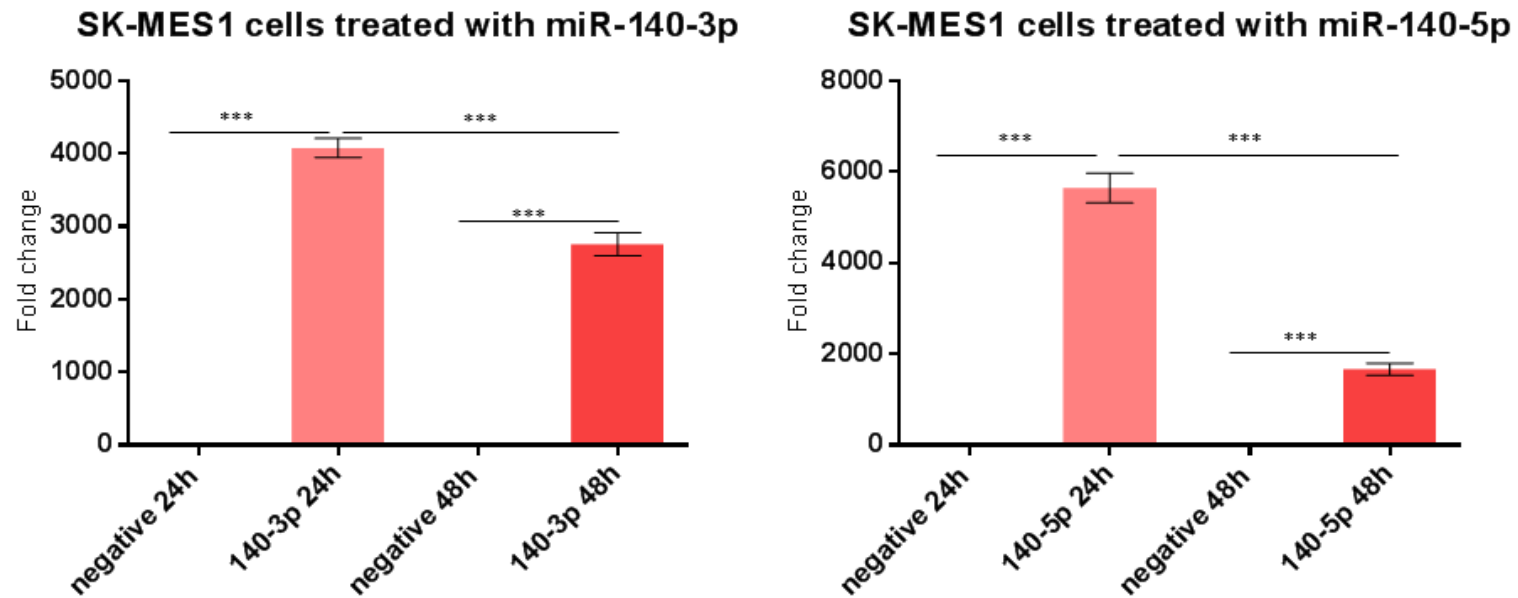 SK-MES1 cells treated with miR-140-3p
5000
4000
3000
2000
1000
0
Fold change
***
***
***
negative 24h
140-3p 24h
negative 48h
140-3p 48h
SK-MES1 cells treated with miR-140-5p
8000
6000
4000
2000
0
Fold change
***
***
***
negative 24h
140-5p 24h
negative 48h
140-5p 48h